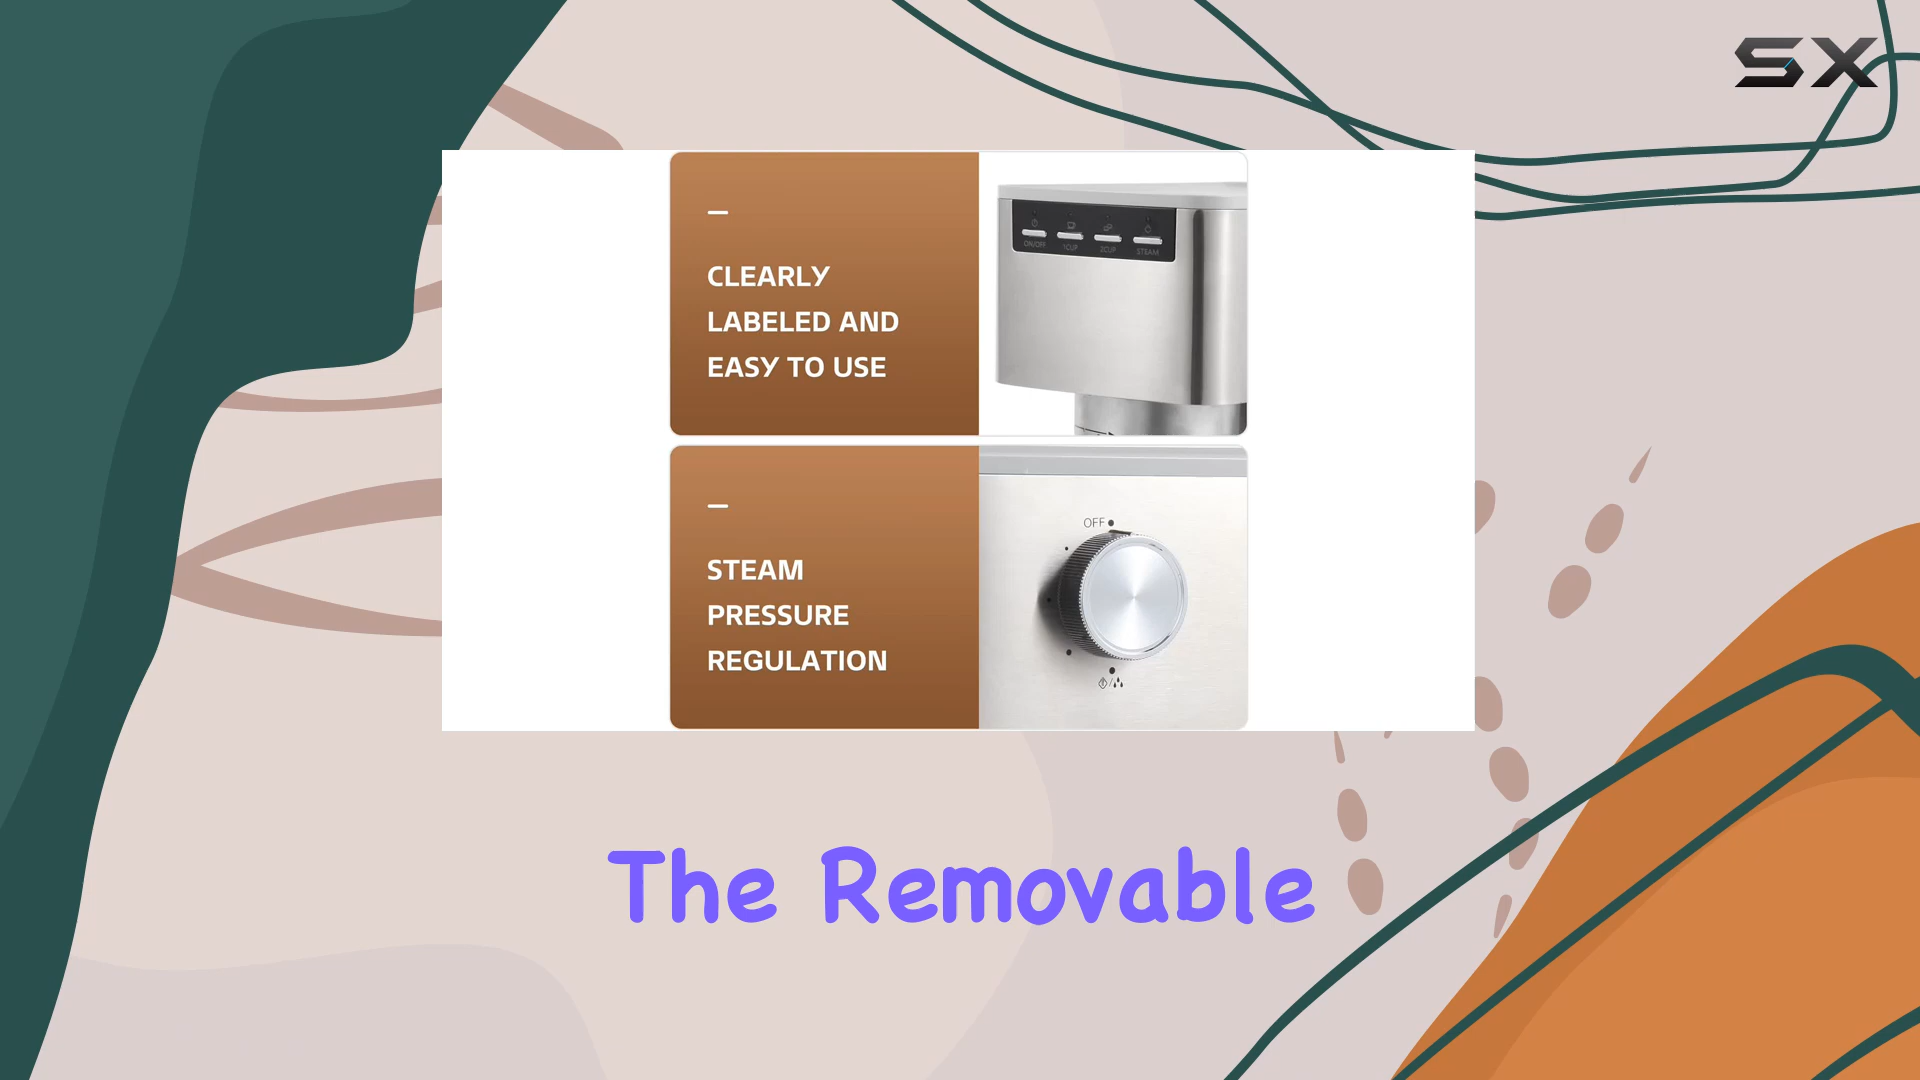 SX
CLEARLY
LABELED AND
EASY TO USE
ON/OFF 1CUP 2CUP STEAM
STEAM
PRESSURE
REGULATION
OFF
The Removable